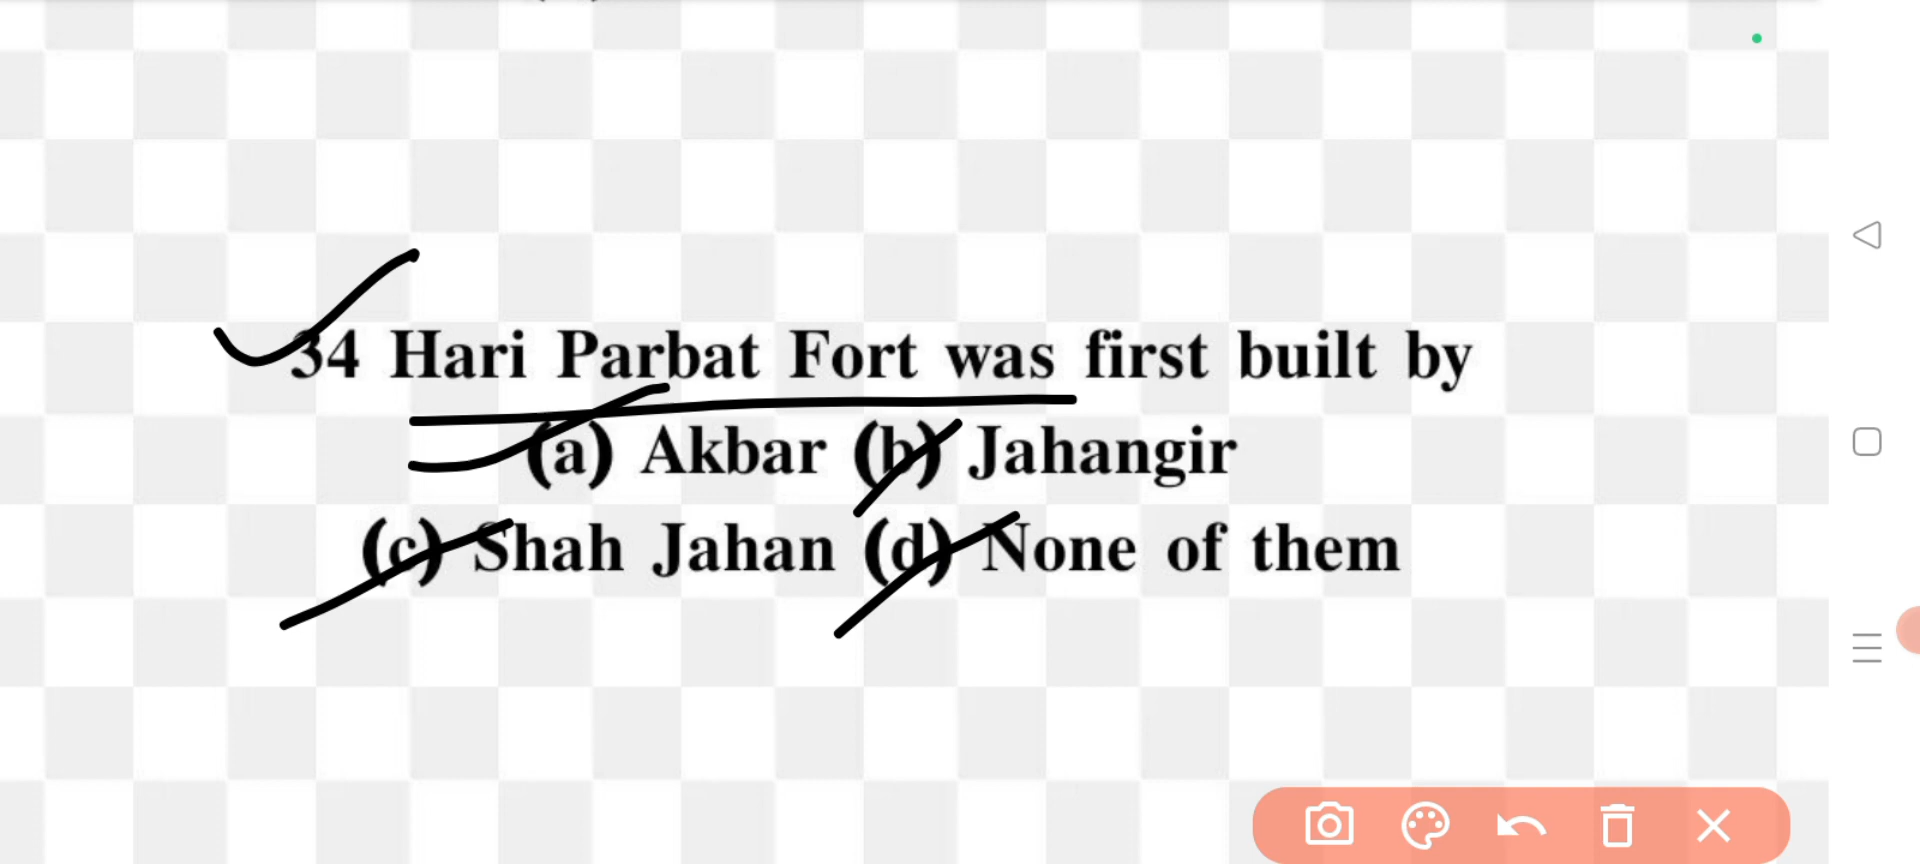 34 Hari Parbat Fort was first built by
(a) Akbar (b) Jahangir
(c) Shah Jahan (d) None of them